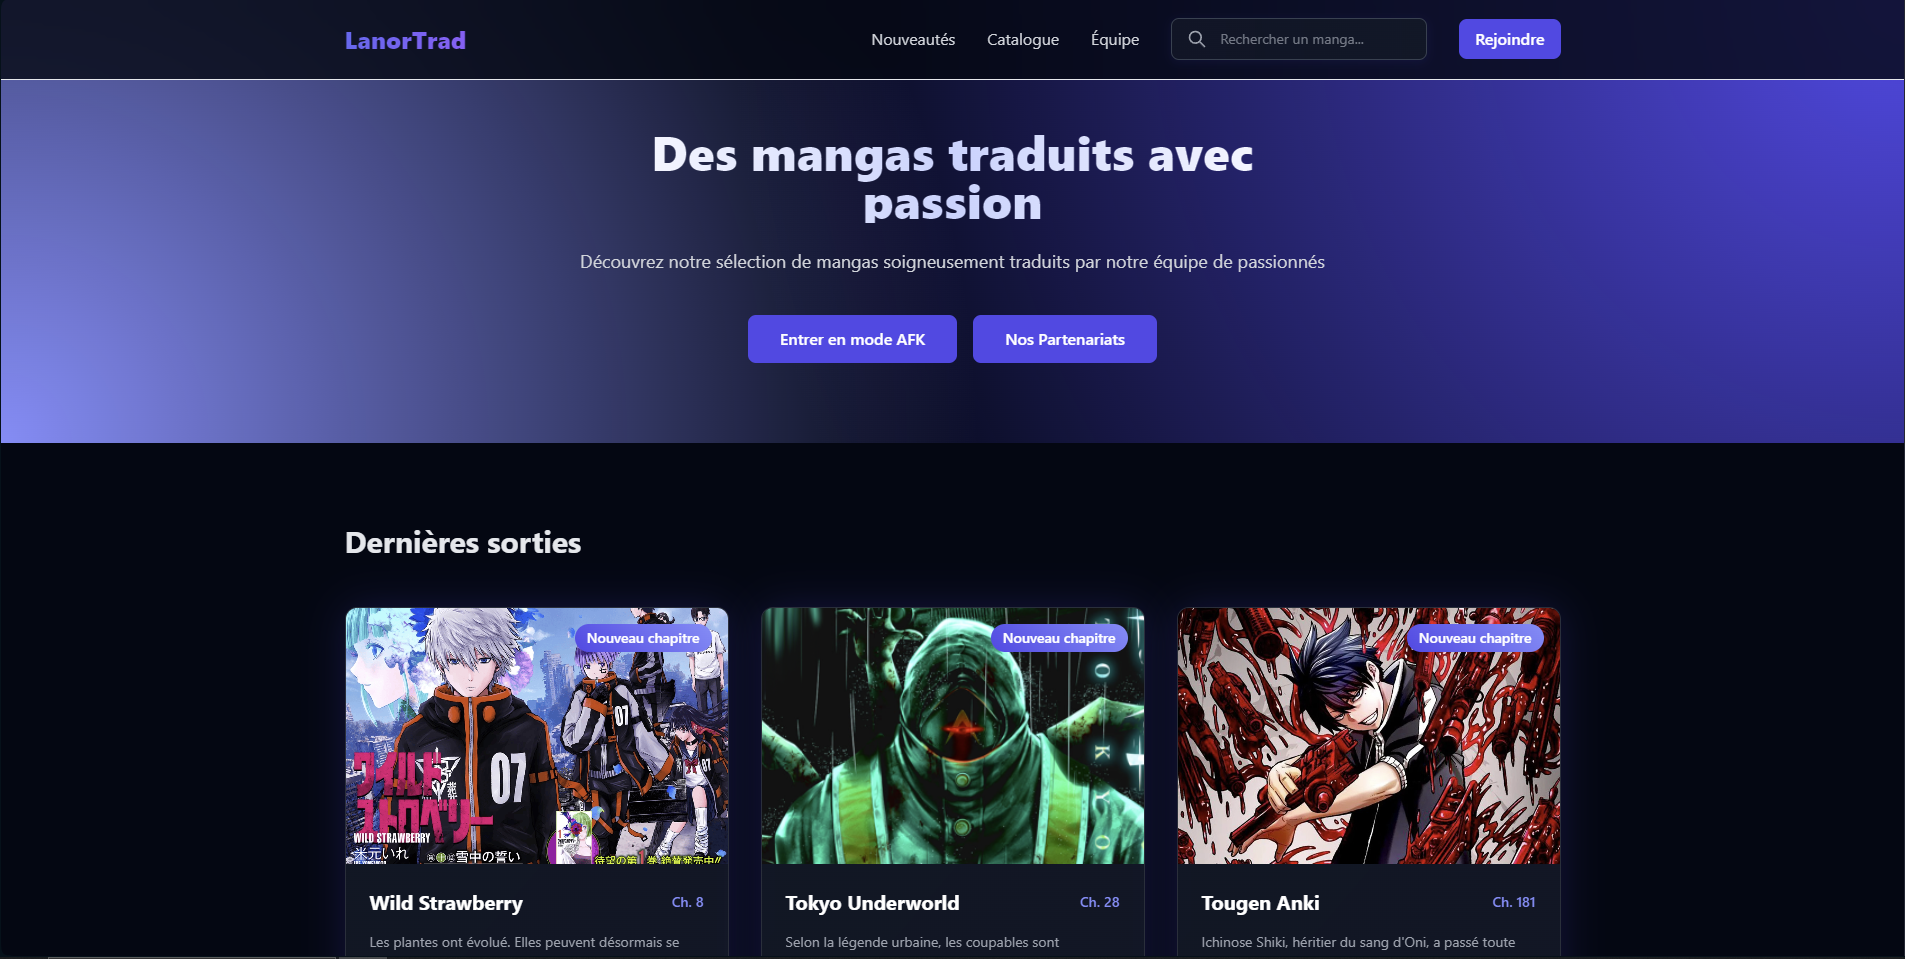 LanorTrad
Nouveautés
Catalogue
Équipe
Rechercher un manga...
Rejoindre
Des mangas traduits avec
passion
Découvrez notre sélection de mangas soigneusement traduits par notre équipe de passionnés
Entrer en mode AFK
Nos Partenariats
Dernières sorties
Nouveau chapitre
07
07
ワイルド
ストロベリー
WILD STRAWBERRY
米元いれ
雪中の誓い
Nouveau chapitre
O
K
Y
O
Nouveau chapitre
Wild Strawberry
Ch. 8
Les plantes ont évolué. Elles peuvent désormais se
Tokyo Underworld
Ch. 28
Selon la légende urbaine, les coupables sont
Tougen Anki
Ch. 181
Ichinose Shiki, héritier du sang d'Oni, a passé toute